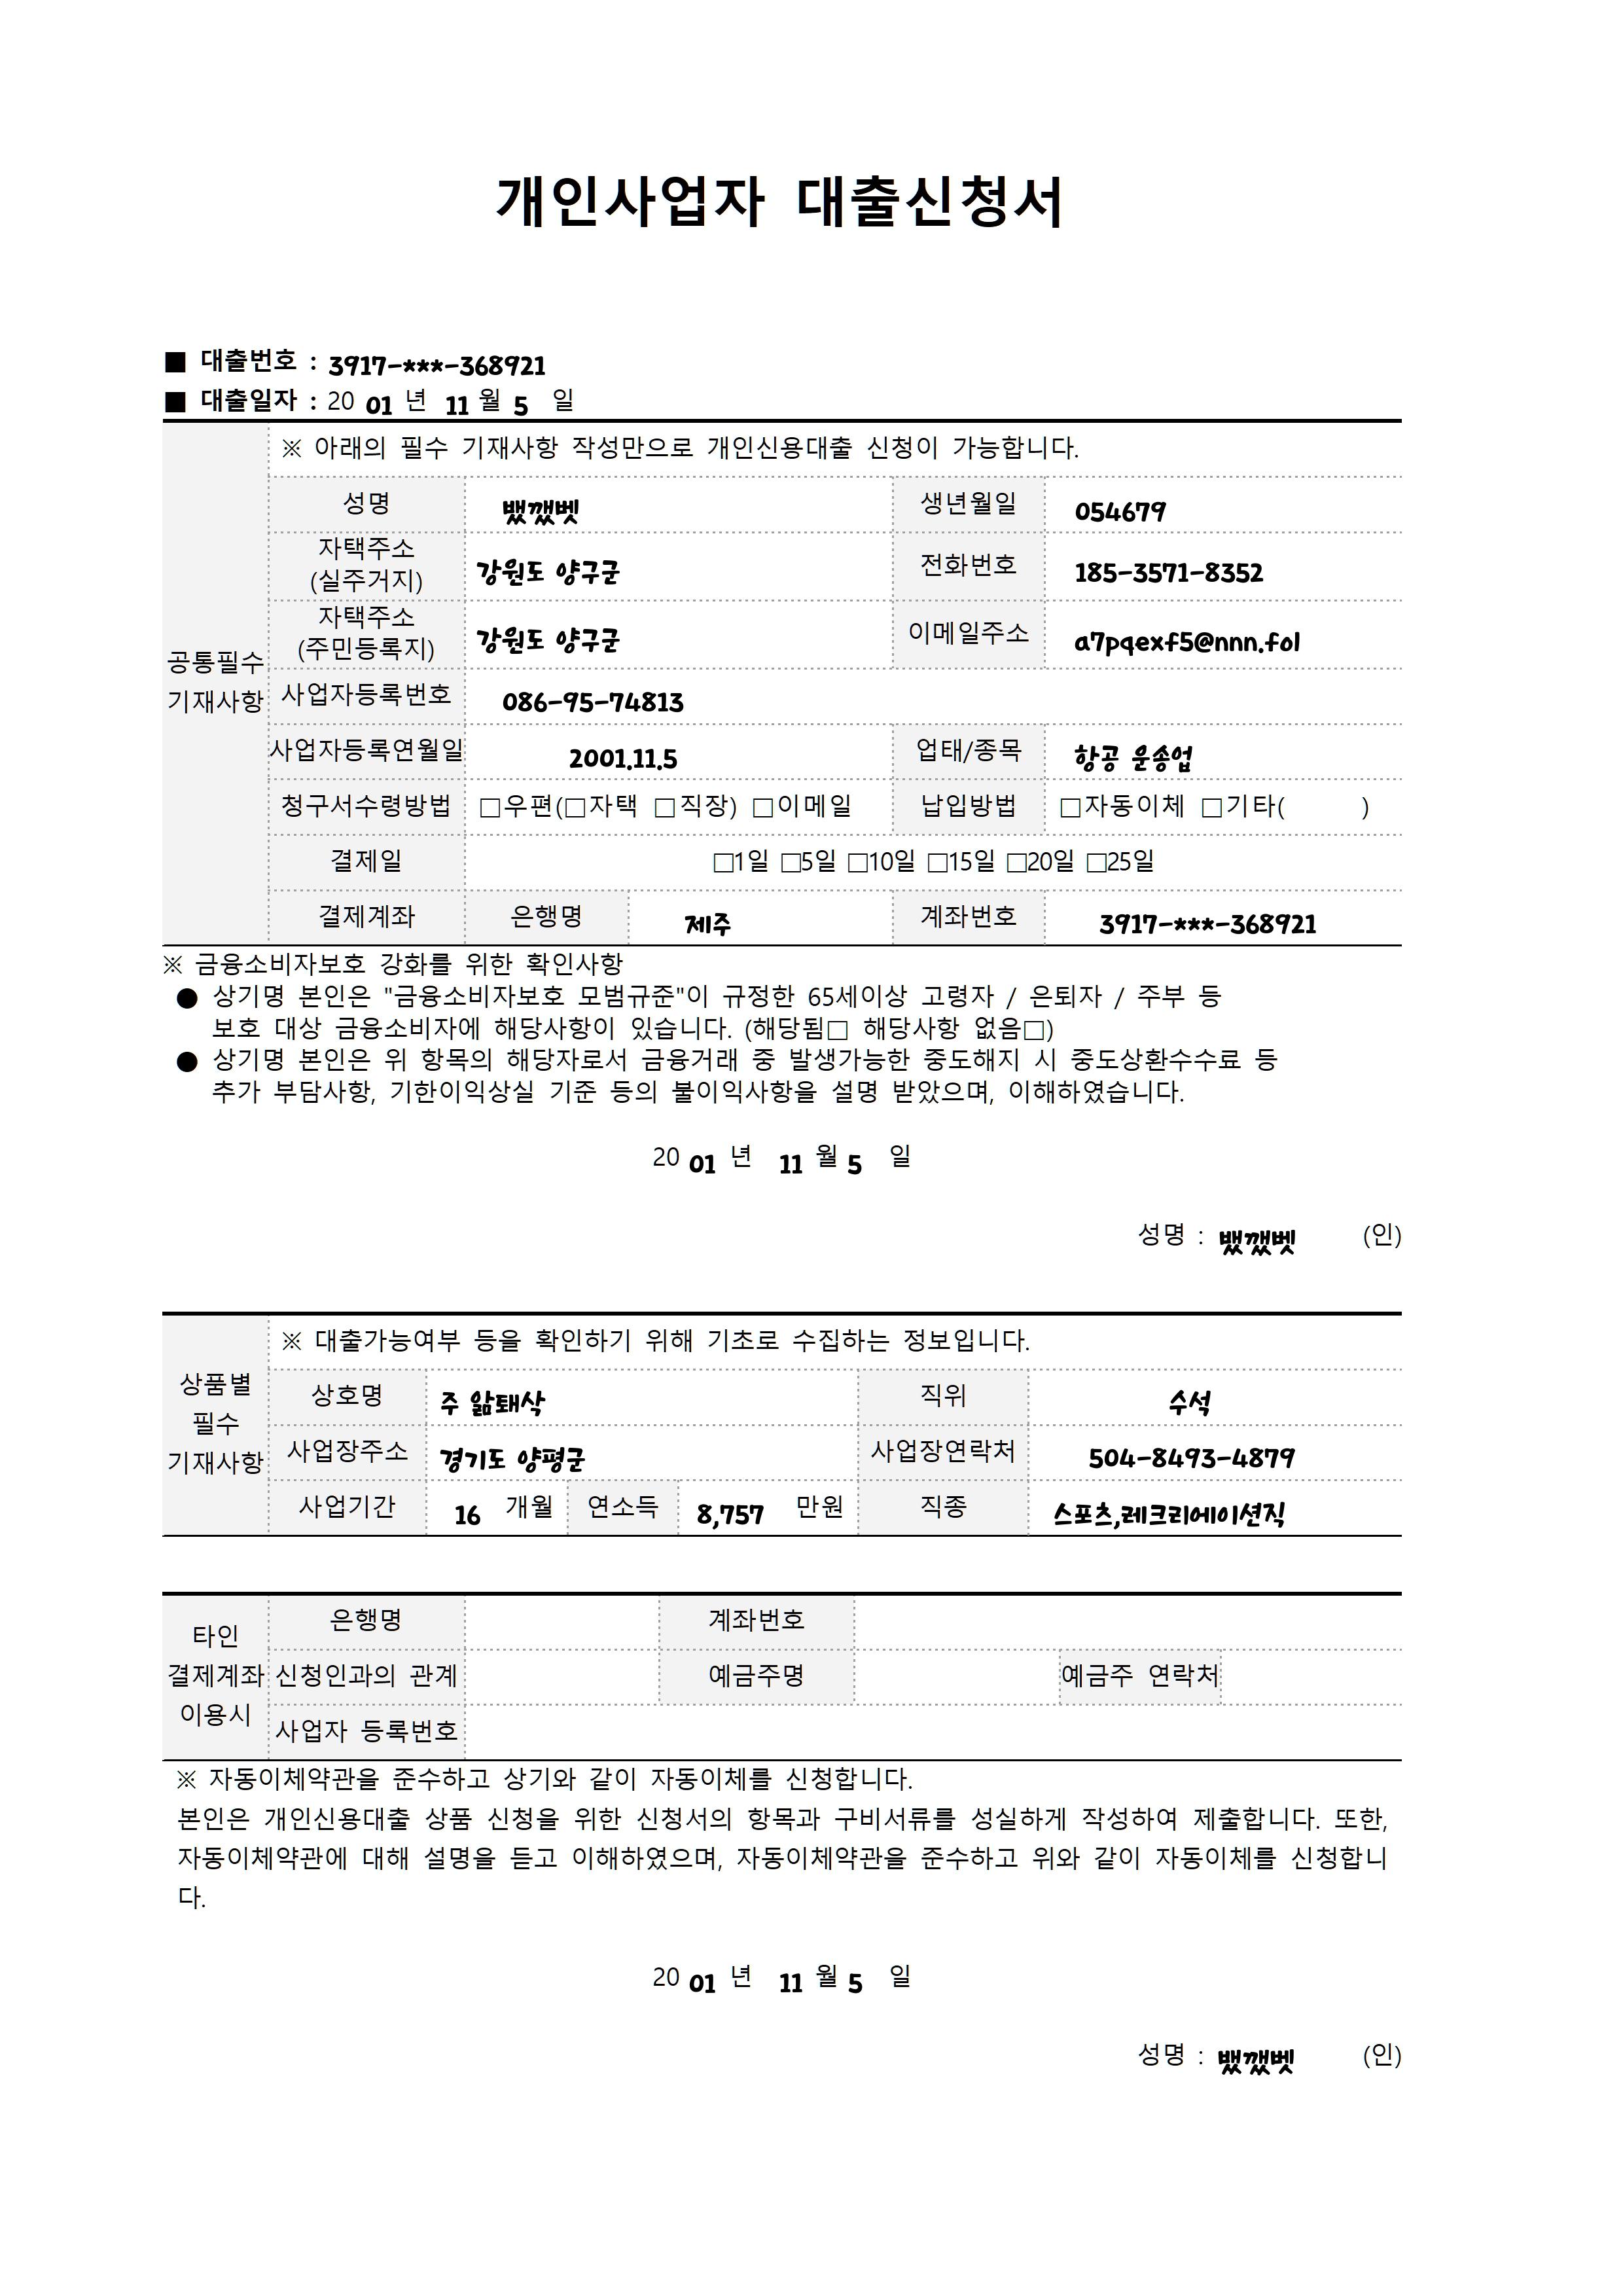 개인사업자 대출신청서
■ 대출번호 : 3917-***-368921
■ 대출일자 : 20 01 년 11 월 5 일
※ 아래의 필수 기재사항 작성만으로 개인신용대출 신청이 가능합니다.
공통필수
기재사항
성명 뱄깼벳 생년월일 054679
자택주소
(실주거지) 강원도 양구군 전화번호 185-3571-8352
자택주소
(주민등록지) 강원도 양구군 이메일주소 a7pqexf5@nnn.fol
사업자등록번호 086-95-74813
사업자등록연월일 2001.11.5 업태/종목 항공 운송업
청구서수령방법 □우편(□자택 □직장) □이메일 납입방법 □자동이체 □기타( )
결제일 □1일 □5일 □10일 □15일 □20일 □25일
결제계좌 은행명 제주 계좌번호 3917-***-368921
※ 금융소비자보호 강화를 위한 확인사항
● 상기명 본인은 "금융소비자보호 모범규준"이 규정한 65세이상 고령자 / 은퇴자 / 주부 등
보호 대상 금융소비자에 해당사항이 있습니다. (해당됨□ 해당사항 없음□)
● 상기명 본인은 위 항목의 해당자로서 금융거래 중 발생가능한 중도해지 시 중도상환수수료 등
추가 부담사항, 기한이익상실 기준 등의 불이익사항을 설명 받았으며, 이해하였습니다.
20 01 년 11 월 5 일
성명 : 뱄깼벳 (인)
상품별
필수
기재사항
※ 대출가능여부 등을 확인하기 위해 기초로 수집하는 정보입니다.
상호명 주 앎퇘삭 직위 수석
사업장주소 경기도 양평군 사업장연락처 504-8493-4879
사업기간 16 개월 연소득 8,757 만원 직종 스포츠,레크리에이션직
타인
결제계좌
이용시
은행명 계좌번호
신청인과의 관계 예금주명 예금주 연락처
사업자 등록번호
※ 자동이체약관을 준수하고 상기와 같이 자동이체를 신청합니다.
본인은 개인신용대출 상품 신청을 위한 신청서의 항목과 구비서류를 성실하게 작성하여 제출합니다. 또한,
자동이체약관에 대해 설명을 듣고 이해하였으며, 자동이체약관을 준수하고 위와 같이 자동이체를 신청합니
다.
20 01 년 11 월 5 일
성명 : 뱄깼벳 (인)